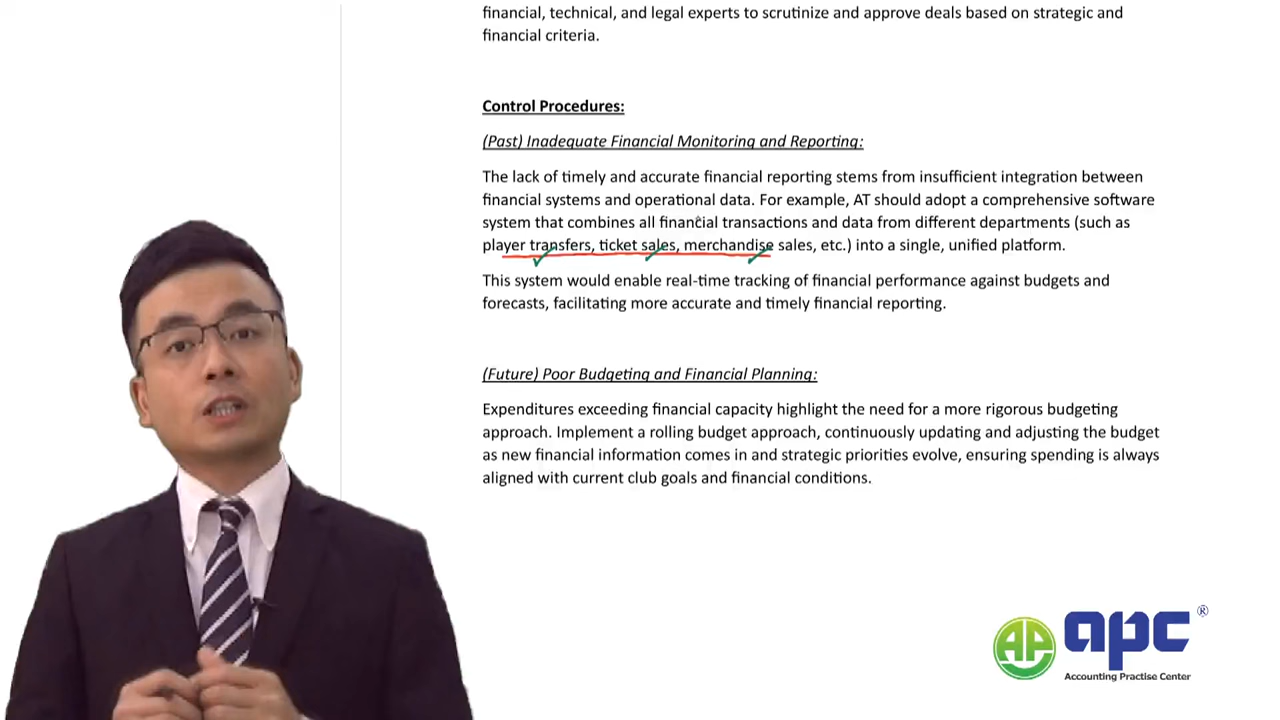 financial, technical, and legal experts to scrutinize and approve deals based on strategic and
financial criteria.
Control Procedures:
(Past) Inadequate Financial Monitoring and Reporting:
The lack of timely and accurate financial reporting stems from insufficient integration between
financial systems and operational data. For example, AT should adopt a comprehensive software
system that combines all financial transactions and data from different departments (such as
player transfers, ticket sales, merchandise sales, etc.) into a single, unified platform.
This system would enable real-time tracking of financial performance against budgets and
forecasts, facilitating more accurate and timely financial reporting.
(Future) Poor Budgeting and Financial Planning:
Expenditures exceeding financial capacity highlight the need for a more rigorous budgeting
approach. Implement a rolling budget approach, continuously updating and adjusting the budget
as new financial information comes in and strategic priorities evolve, ensuring spending is always
aligned with current club goals and financial conditions.
AP apc ®
Accounting Practise Center